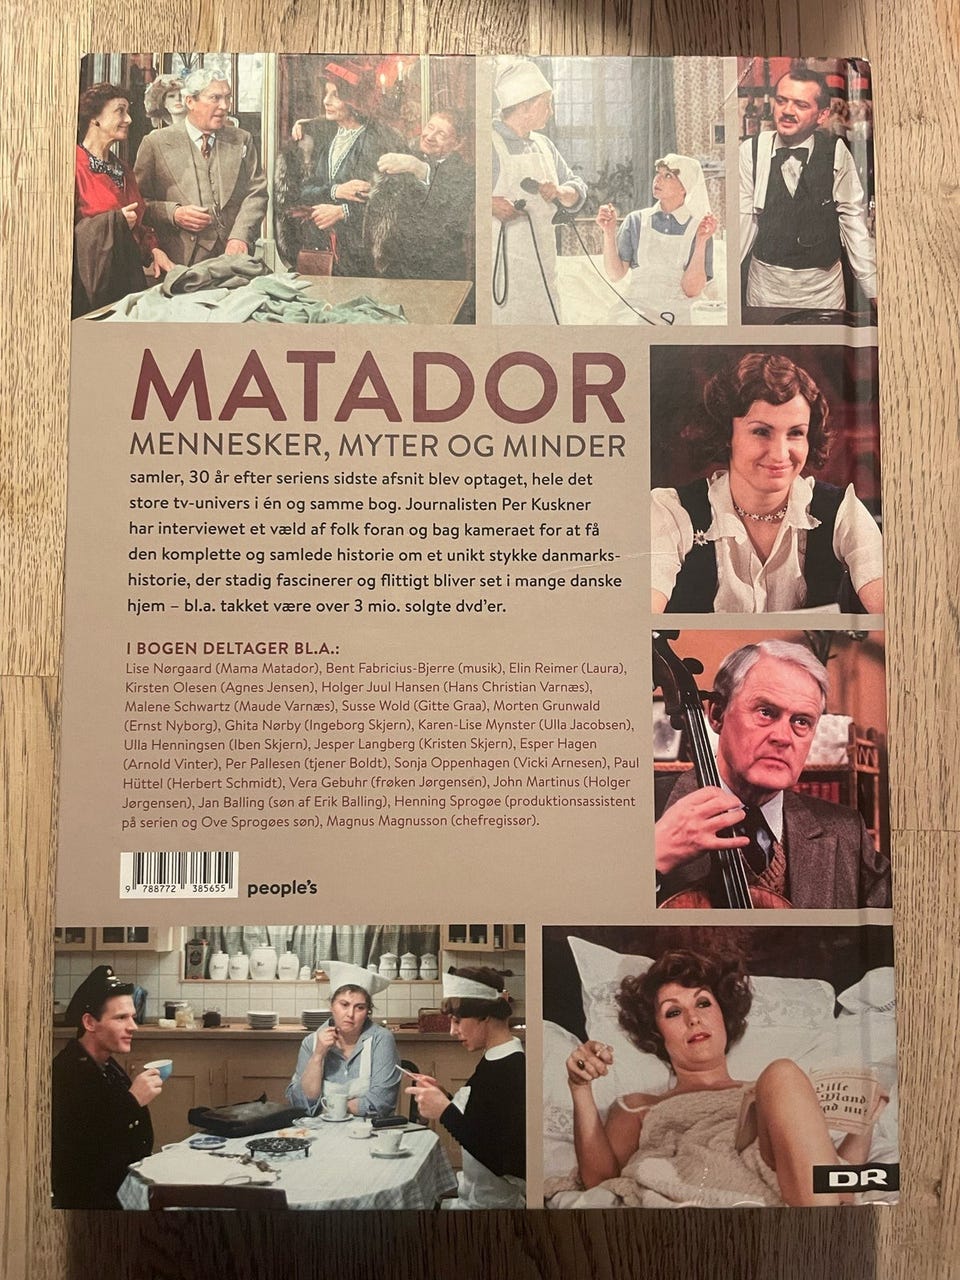 MATADOR
MENNESKER, MYTER OG MINDER
samler, 30 år efter seriens sidste afsnit blev optaget, hele det
store tv-univers i én og samme bog. Journalisten Per Kuskner
har interviewet et væld af folk foran og bag kameraet for at få
den komplette og samlede historie om et unikt stykke danmarks-
historie, der stadig fascinerer og flittigt bliver set i mange danske
hjem – bl.a. takket være over 3 mio. solgte dvd'er.
I BOGEN DELTAGER BL.A.:
Lise Nørgaard (Mama Matador), Bent Fabricius-Bjerre (musik), Elin Reimer (Laura),
Kirsten Olesen (Agnes Jensen), Holger Juul Hansen (Hans Christian Varnæs),
Malene Schwartz (Maude Varnæs), Susse Wold (Gitte Graa), Morten Grunwald
(Ernst Nyborg), Ghita Nørby (Ingeborg Skjern), Karen-Lise Mynster (Ulla Jacobsen),
Ulla Henningsen (Iben Skjern), Jesper Langberg (Kristen Skjern), Esper Hagen
(Arnold Vinter), Per Pallesen (tjener Boldt), Sonja Oppenhagen (Vicki Arnesen), Paul
Hüttel (Herbert Schmidt), Vera Gebuhr (frøken Jørgensen), John Martinus (Holger
Jørgensen), Jan Balling (søn af Erik Balling), Henning Sprogøe (produktionsassistent
på serien og Ove Sprogøes søn), Magnus Magnusson (chefregissør).
9 788772 385655
people's
Lille
Mand
ad nu?
DR